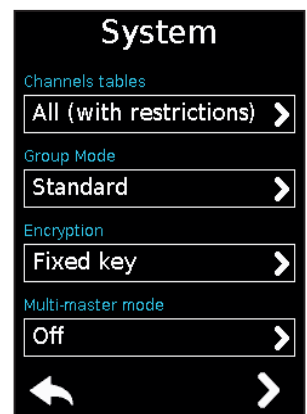 System
Channels tables
All (with restrictions)
Group Mode
Standard
Encryption
Fixed key
Multi-master mode
Off